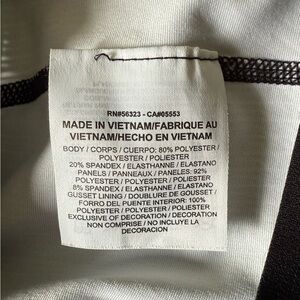 RN#56323 - CA#05553
MADE IN VIETNAM/FABRIQUE AU
VIETNAM/HECHO EN VIETNAM
BODY / CORPS / CUERPO: 80% POLYESTER /
POLYESTER / POLIESTER
20% SPANDEX / ELASTHANNE / ELASTANO
PANELS / PANNEAUX / PANELES: 92%
POLYESTER / POLYESTER / POLIESTER
8% SPANDEX / ELASTHANNE / ELASTANO
GUSSET LINING / DOUBLURE DE GOUSSET /
FORRO DEL PUENTE INTERIOR: 100%
POLYESTER / POLYESTER / POLIESTER
EXCLUSIVE OF DECORATION / DECORATION
NON COMPRISE / NO INCLUYE LA
DECORACION